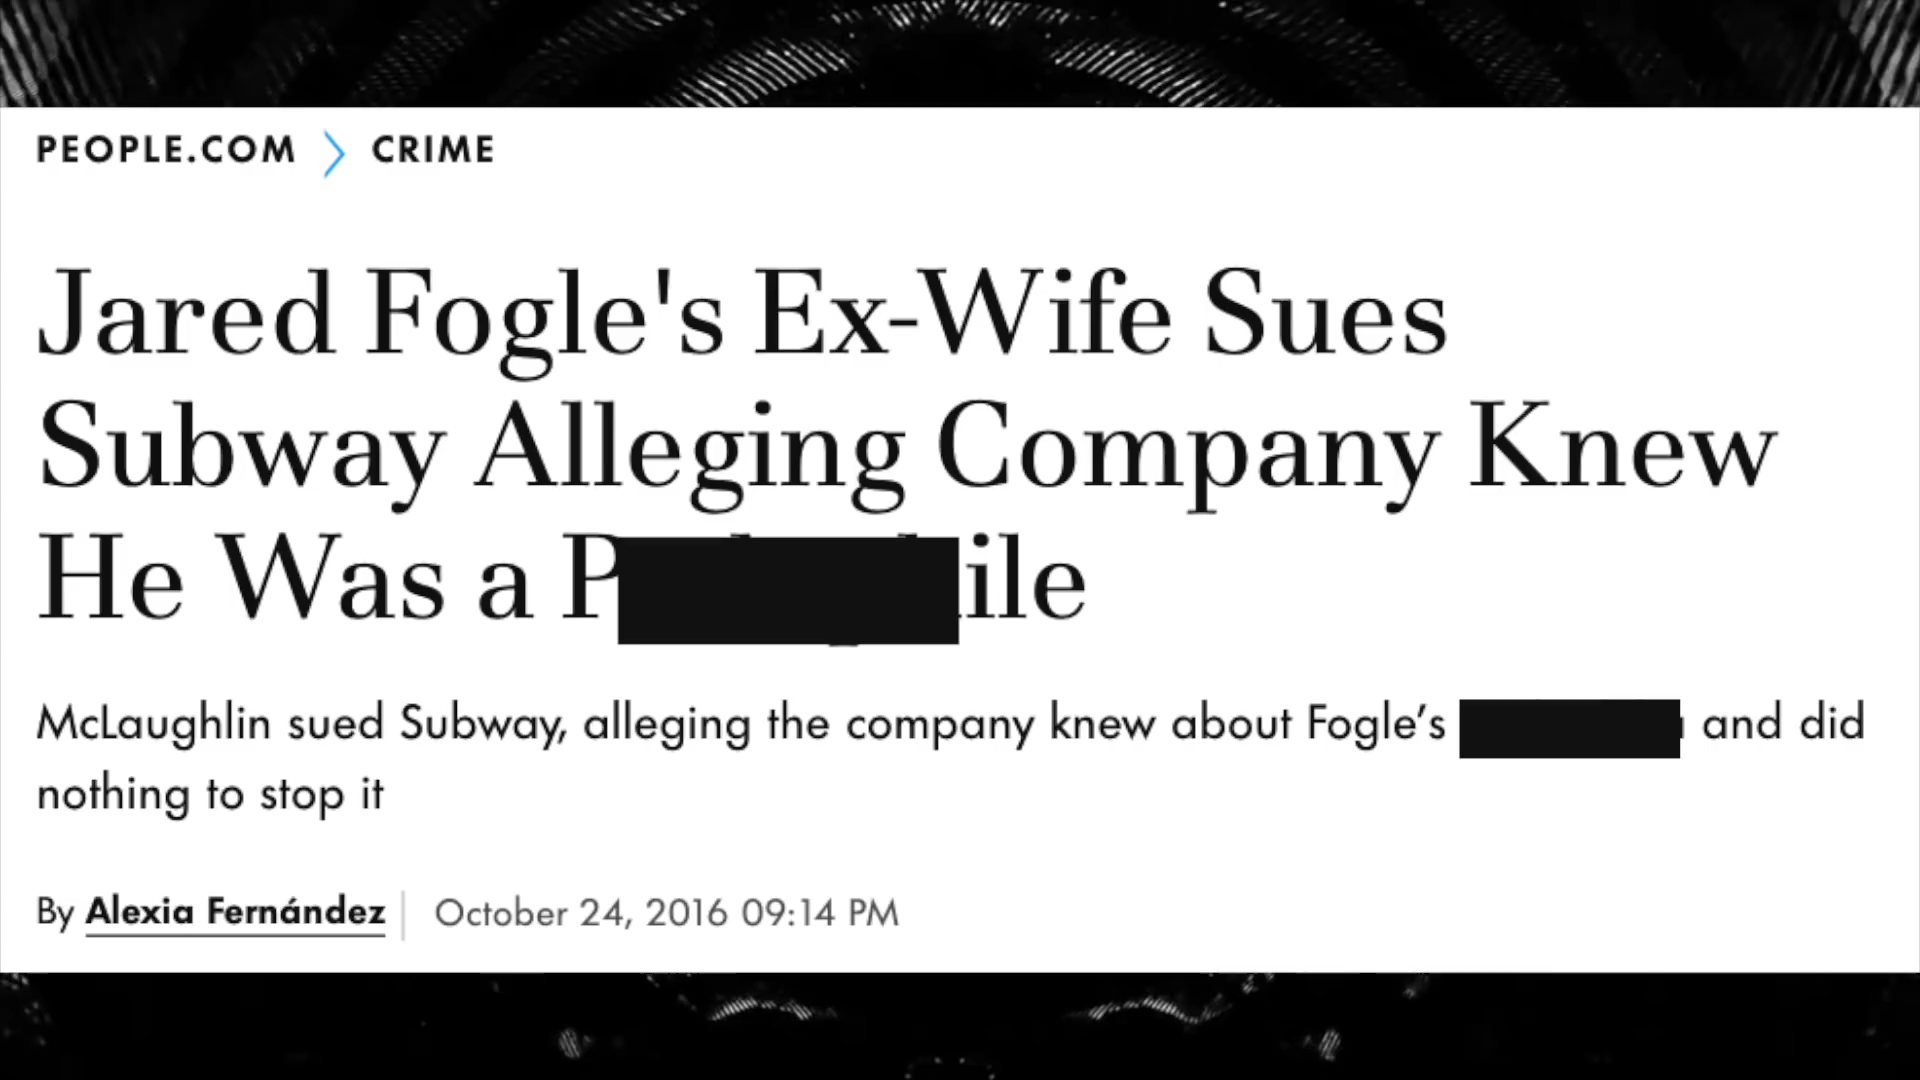 PEOPLE.COM > CRIME
Jared Fogle's Ex-Wife Sues
Subway Alleging Company Knew
He Was a
McLaughlin sued Subway, alleging the company knew about Fogle’s and did
nothing to stop it
By Alexia Fernández | October 24, 2016 09:14 PM